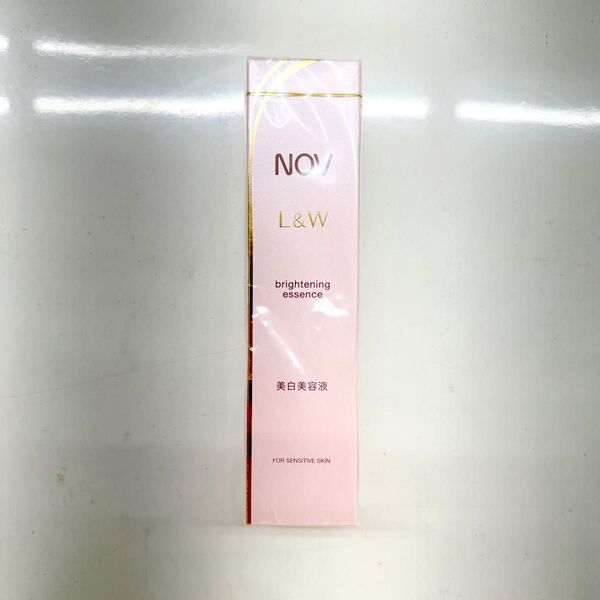 NOV
L&W
brightening
essence
美白美容液
FOR SENSITIVE SKIN